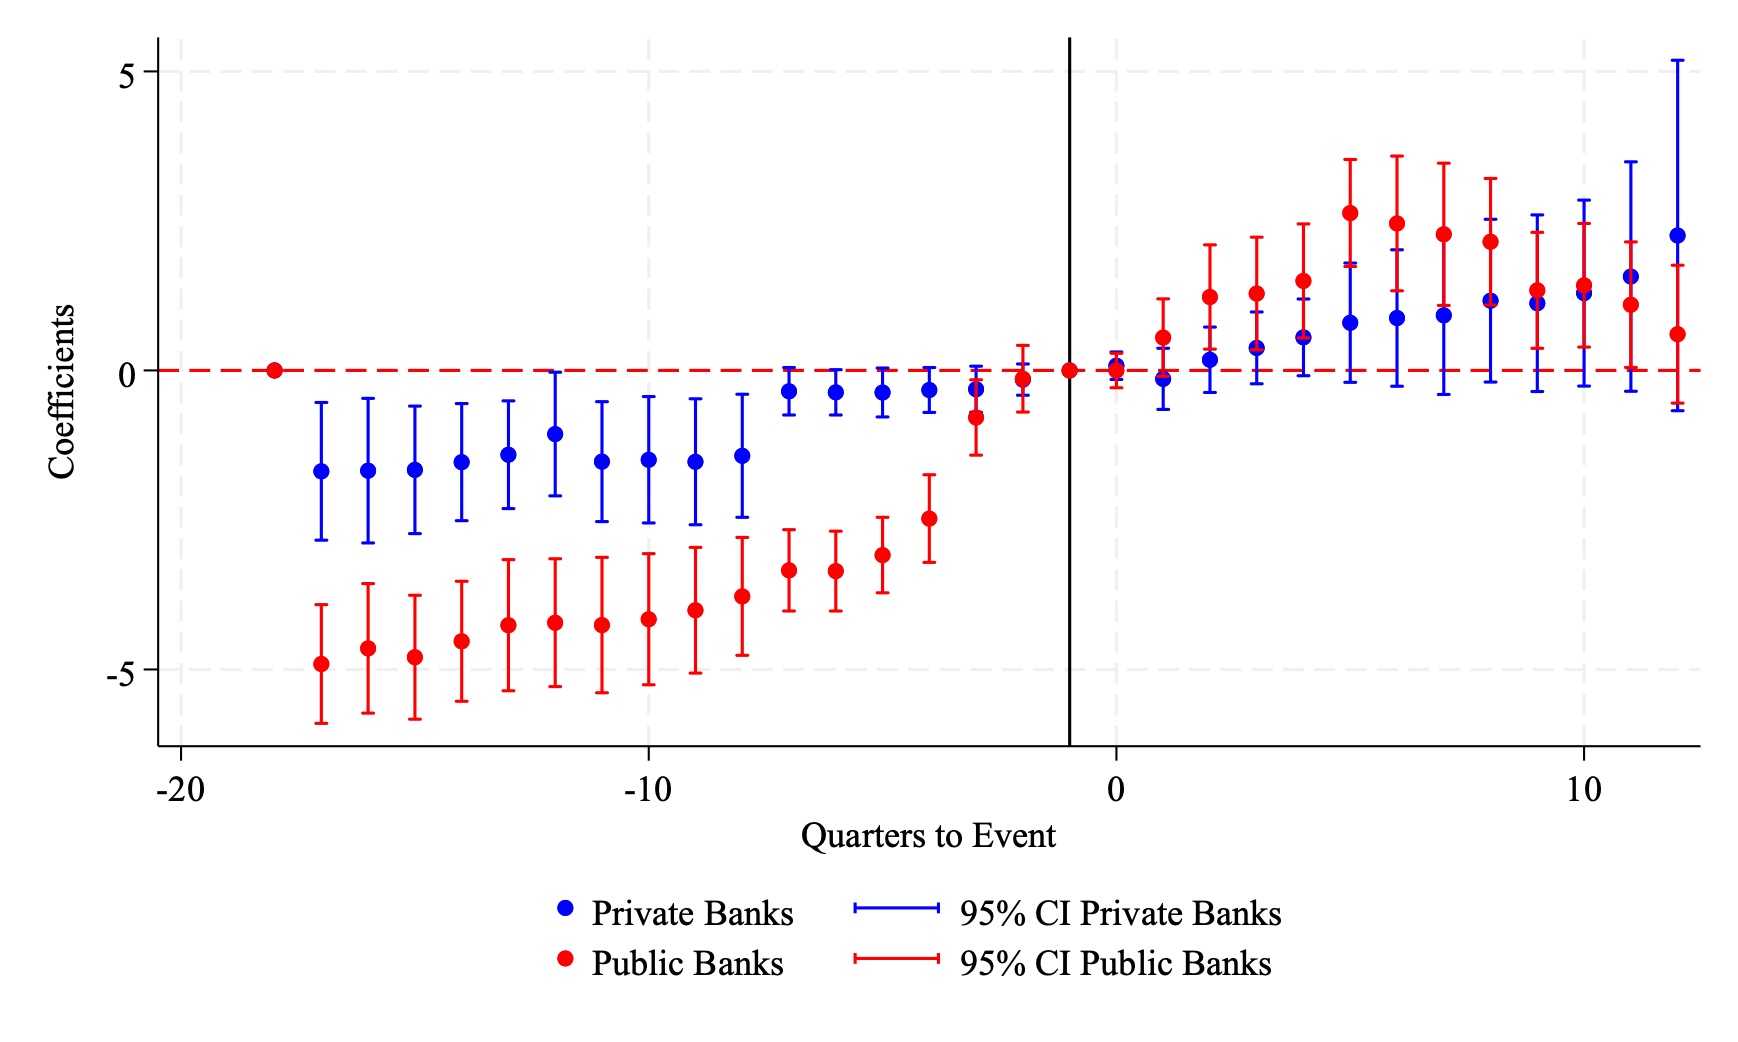 5
0
-5
Coefficients
-20 -10 0 10
Quarters to Event
Private Banks 95% CI Private Banks
Public Banks 95% CI Public Banks